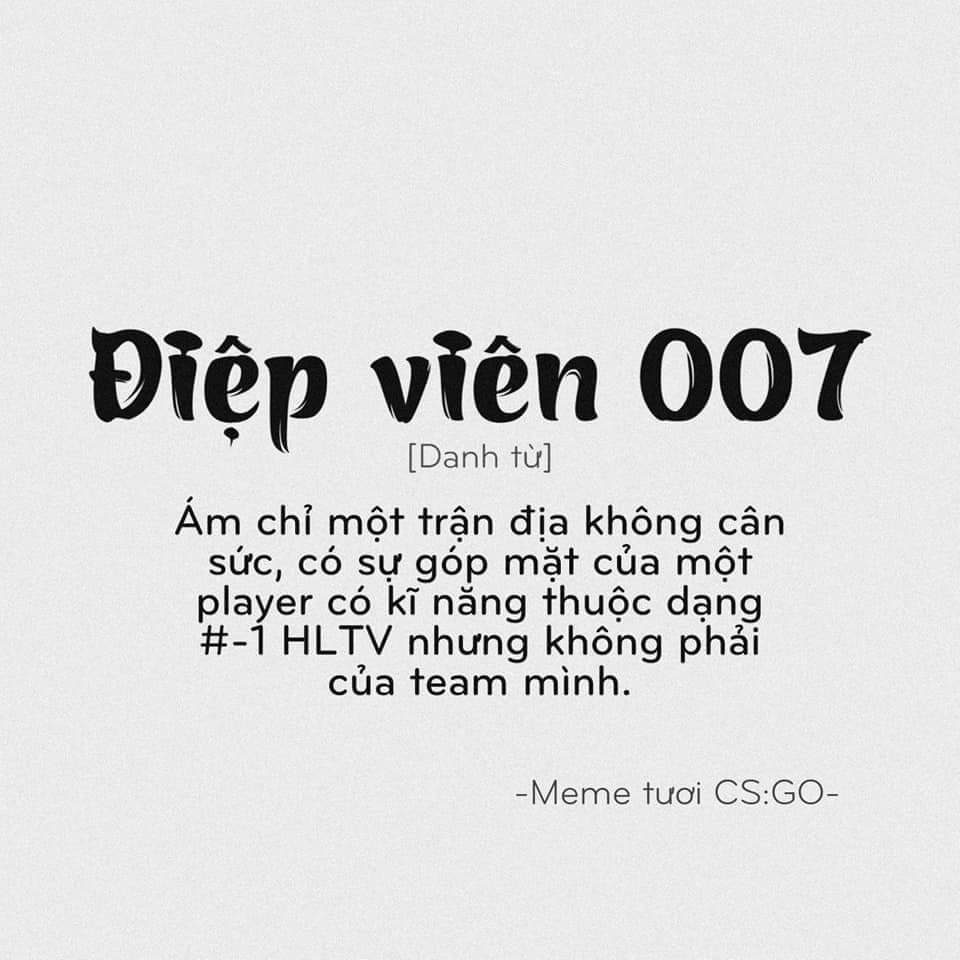 Điệp viên 007
[Danh từ]
Ám chỉ một trận địa không cân
sức, có sự góp mặt của một
player có kĩ năng thuộc dạng
#-1 HLTV nhưng không phải
của team mình.
-Meme tươi CS:GO-